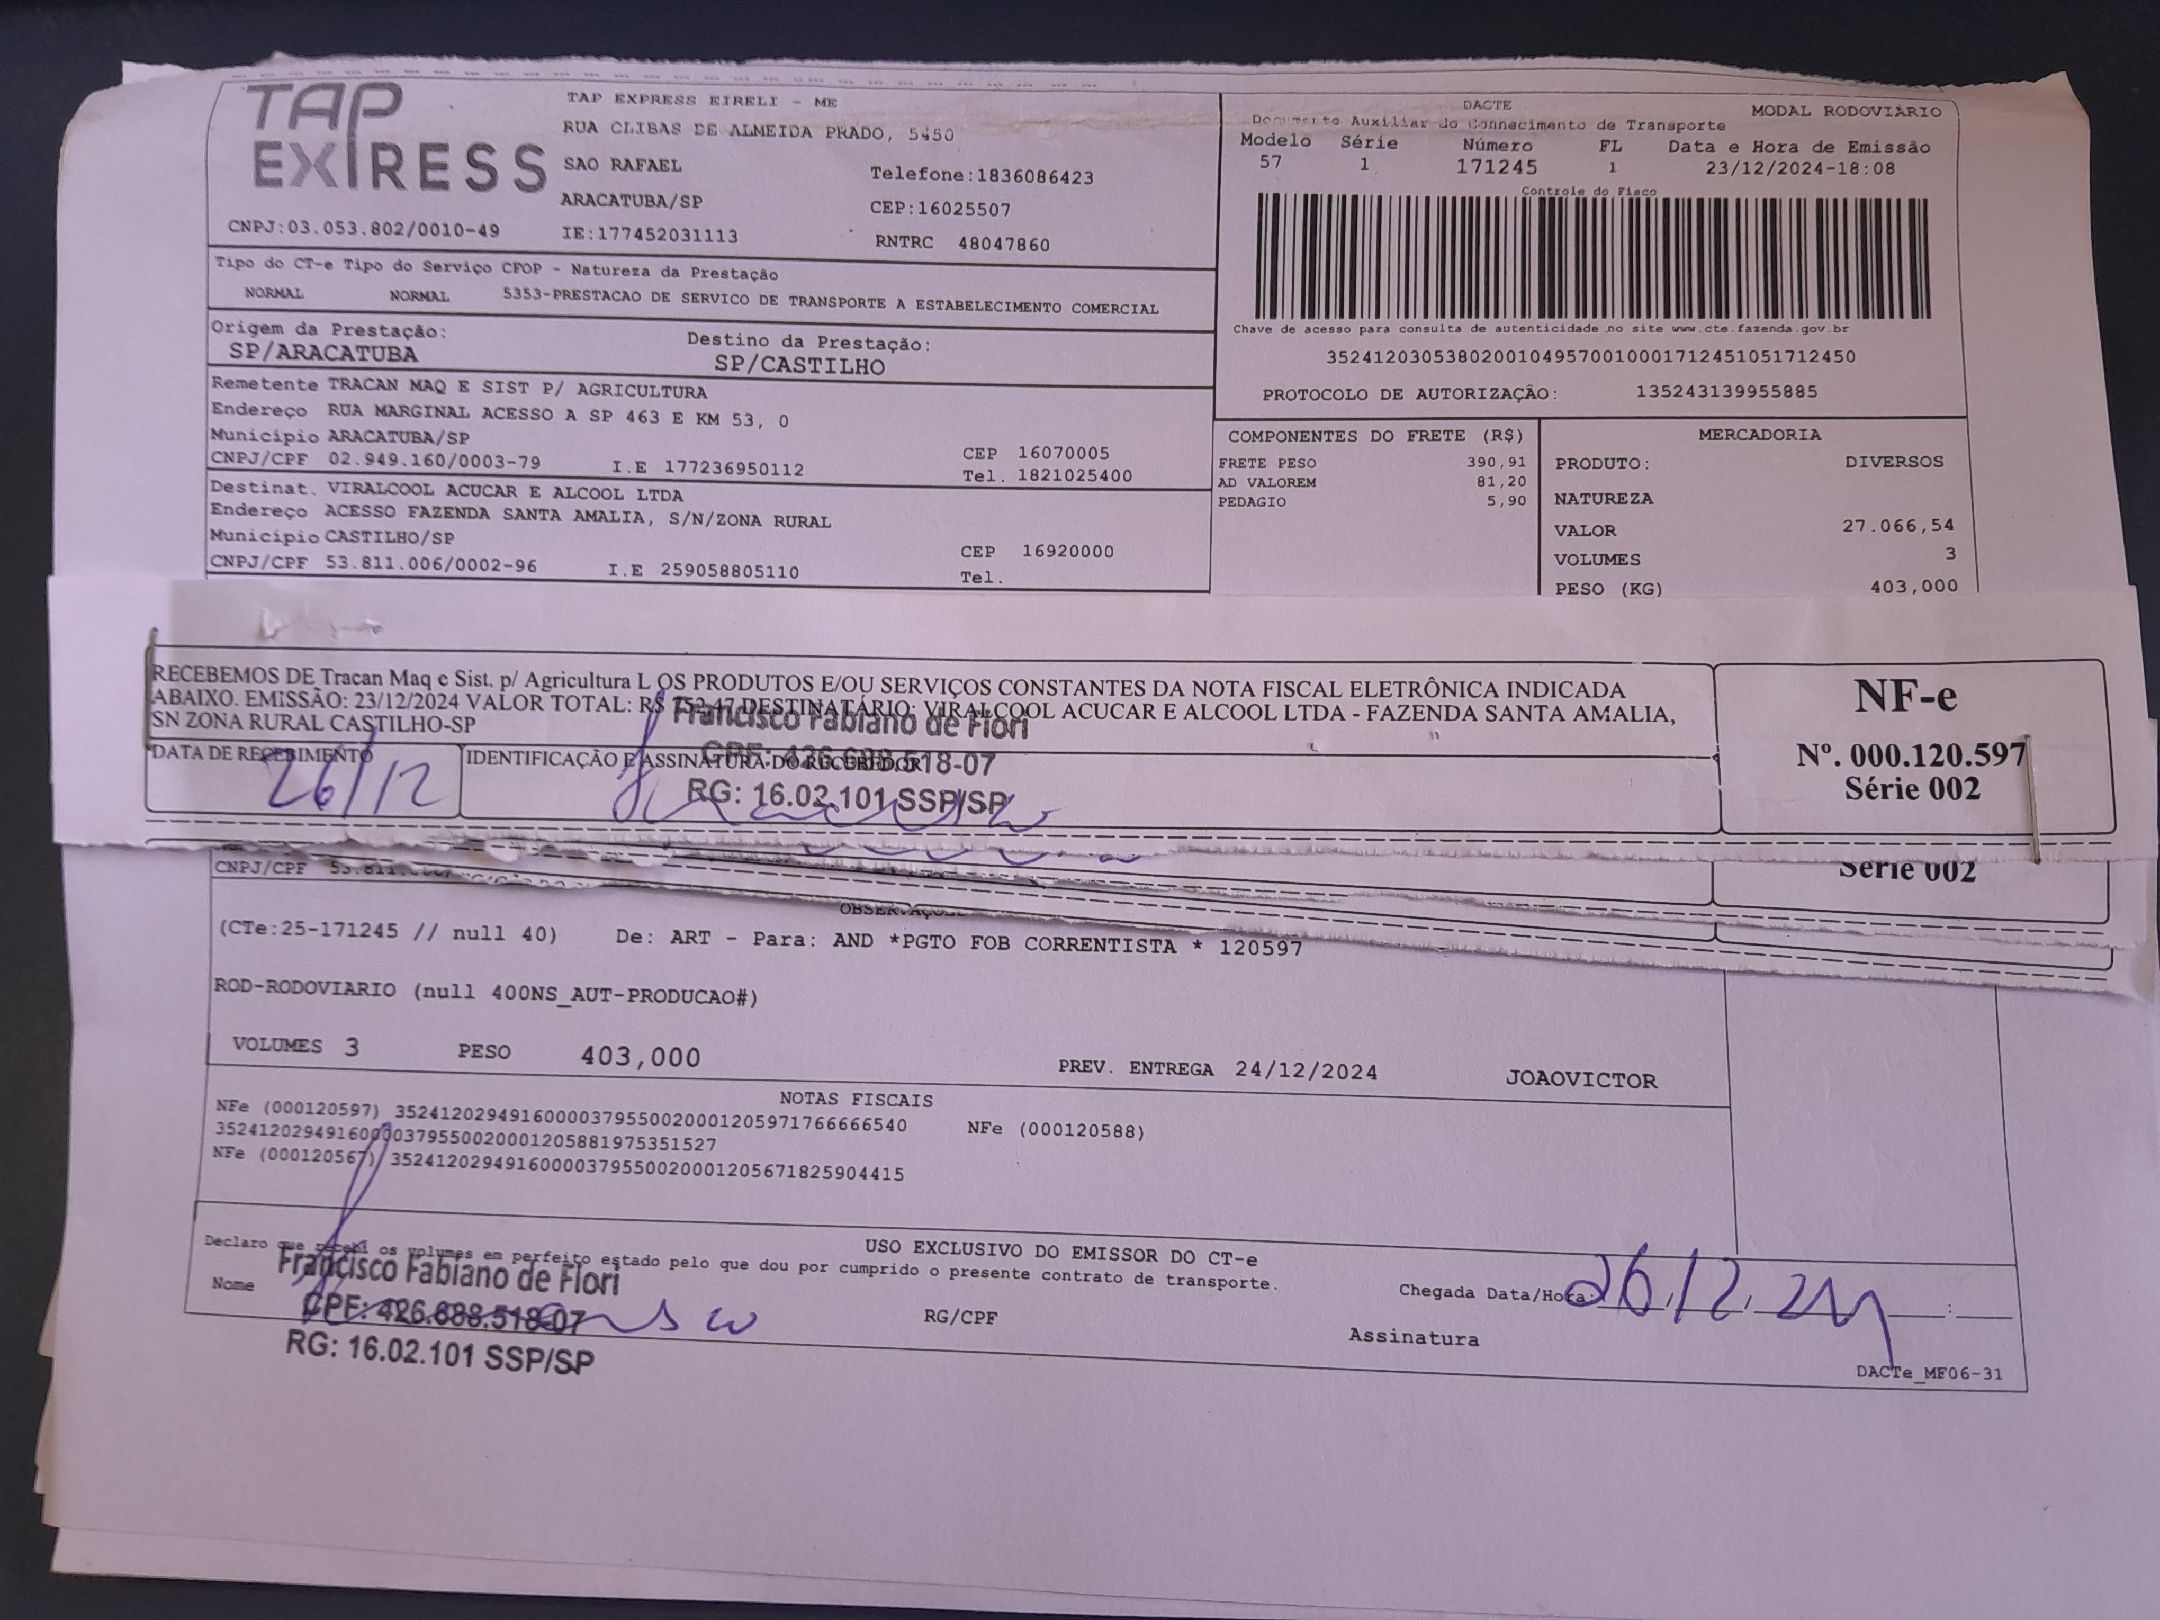 TAP EXPRESS
TAP EXPRESS EIRELI - ME
RUA CLIBAS DE ALMEIDA PRADO, 5450
SAO RAFAEL
Telefone:1836086423
ARACATUBA/SP
CEP:16025507
CNPJ:03.053.802/0010-49
IE:177452031113
RNTRC 48047860
DACTE
MODAL RODOVIÁRIO
Documento Auxiliar do Conhecimento de Transporte
Modelo Série Número FL Data e Hora de Emissão
57 1 171245 1 23/12/2024-18:08
Controle do Fisco
Chave de acesso para consulta de autenticidade no site www.cte.fazenda.gov.br
35241203053802001049570010001712451051712450
PROTOCOLO DE AUTORIZAÇÃO: 135243139955885
Tipo do CT-e Tipo do Serviço CFOP - Natureza da Prestação
NORMAL NORMAL 5353-PRESTACAO DE SERVICO DE TRANSPORTE A ESTABELECIMENTO COMERCIAL
Origem da Prestação:
SP/ARACATUBA
Destino da Prestação:
SP/CASTILHO
Remetente TRACAN MAQ E SIST P/ AGRICULTURA
Endereço RUA MARGINAL ACESSO A SP 463 E KM 53, 0
Município ARACATUBA/SP
CEP 16070005
CNPJ/CPF 02.949.160/0003-79 I.E 177236950112 Tel. 1821025400
Destinat. VIRALCOOL ACUCAR E ALCOOL LTDA
Endereço ACESSO FAZENDA SANTA AMALIA, S/N/ZONA RURAL
Município CASTILHO/SP
CEP 16920000
CNPJ/CPF 53.811.006/0002-96 I.E 259058805110 Tel.
COMPONENTES DO FRETE (R$)
FRETE PESO 390,91
AD VALOREM 81,20
PEDAGIO 5,90
MERCADORIA
PRODUTO: DIVERSOS
NATUREZA
VALOR 27.066,54
VOLUMES 3
PESO (KG) 403,000
RECEBEMOS DE Tracan Maq e Sist. p/ Agricultura L OS PRODUTOS E/OU SERVIÇOS CONSTANTES DA NOTA FISCAL ELETRÔNICA INDICADA
ABAIXO. EMISSÃO: 23/12/2024 VALOR TOTAL: R$ 752,47 DESTINATÁRIO: VIRALCOOL ACUCAR E ALCOOL LTDA - FAZENDA SANTA AMALIA,
SN ZONA RURAL CASTILHO-SP
DATA DE RECEBIMENTO
26/12
IDENTIFICAÇÃO E ASSINATURA DO RECEBEDOR
Francisco Fabiano de Fiori
CPF: 426.688.518-07
RG: 16.02.101 SSP/SP
NF-e
Nº. 000.120.597
Série 002
Série 002
CNPJ/CPF 53.811.
(CTe:25-171245 // null 40) De: ART - Para: AND *PGTO FOB CORRENTISTA * 120597
ROD-RODOVIARIO (null 400NS_AUT-PRODUCAO#)
VOLUMES 3 PESO 403,000 PREV. ENTREGA 24/12/2024 JOAOVICTOR
NOTAS FISCAIS
NFe (000120597) 35241202949160000379550020001205971766666540 NFe (000120588)
35241202949160000379550020001205881975351527
NFe (000120567) 35241202949160000379550020001205671825904415
USO EXCLUSIVO DO EMISSOR DO CT-e
Declaro que recebi os volumes em perfeito estado pelo que dou por cumprido o presente contrato de transporte.
Nome
Francisco Fabiano de Fiori
CPF: 426.688.518-07
RG: 16.02.101 SSP/SP
RG/CPF
Chegada Data/Hora: 26/12/24
Assinatura
DACTe_MF06-31